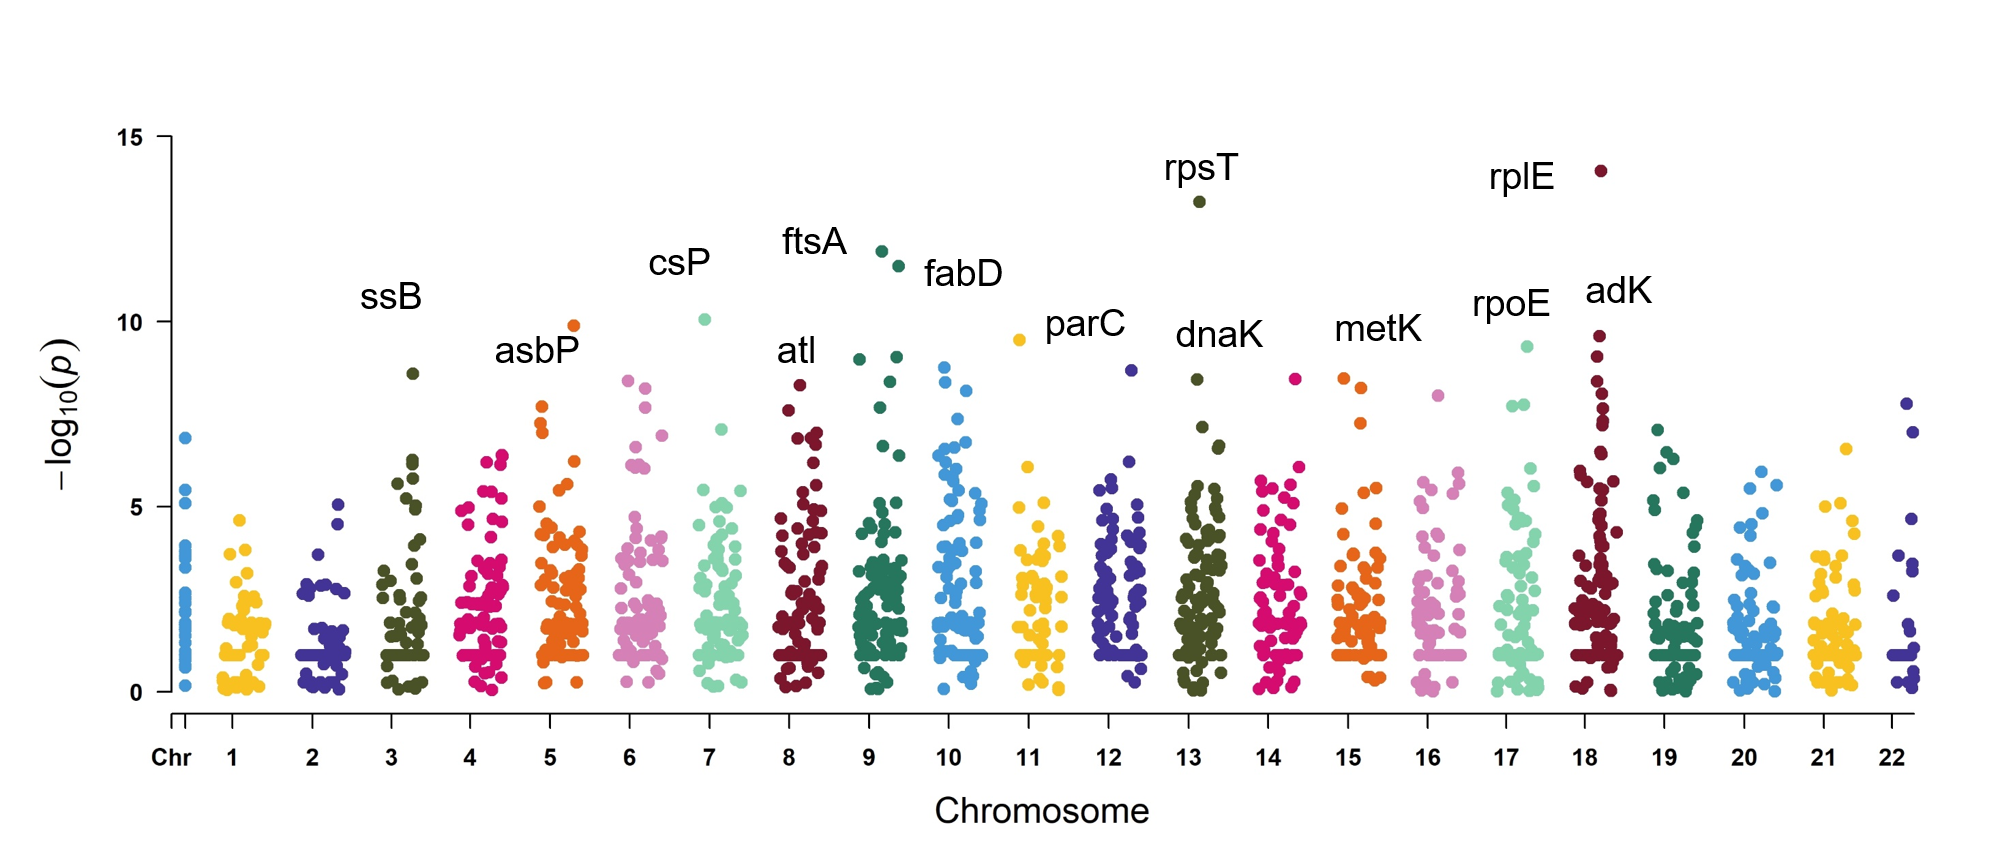 15
rpsT
rplE
ftsA
csP
fabD
adK
ssB
rpoE
10
parC
metK
dnaK
asbP
atl
−log10(p)
5
0
Chr 1 2 3 4 5 6 7 8 9 10 11 12 13 14 15 16 17 18 19 20 21 22
Chromosome